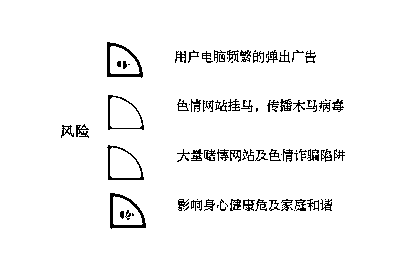 用户电脑频繁的弹出广告
色情网站挂马，传播木马病毒
风险
大量赌博网站及色情诈骗陷阱
影响身心健康危及家庭和谐